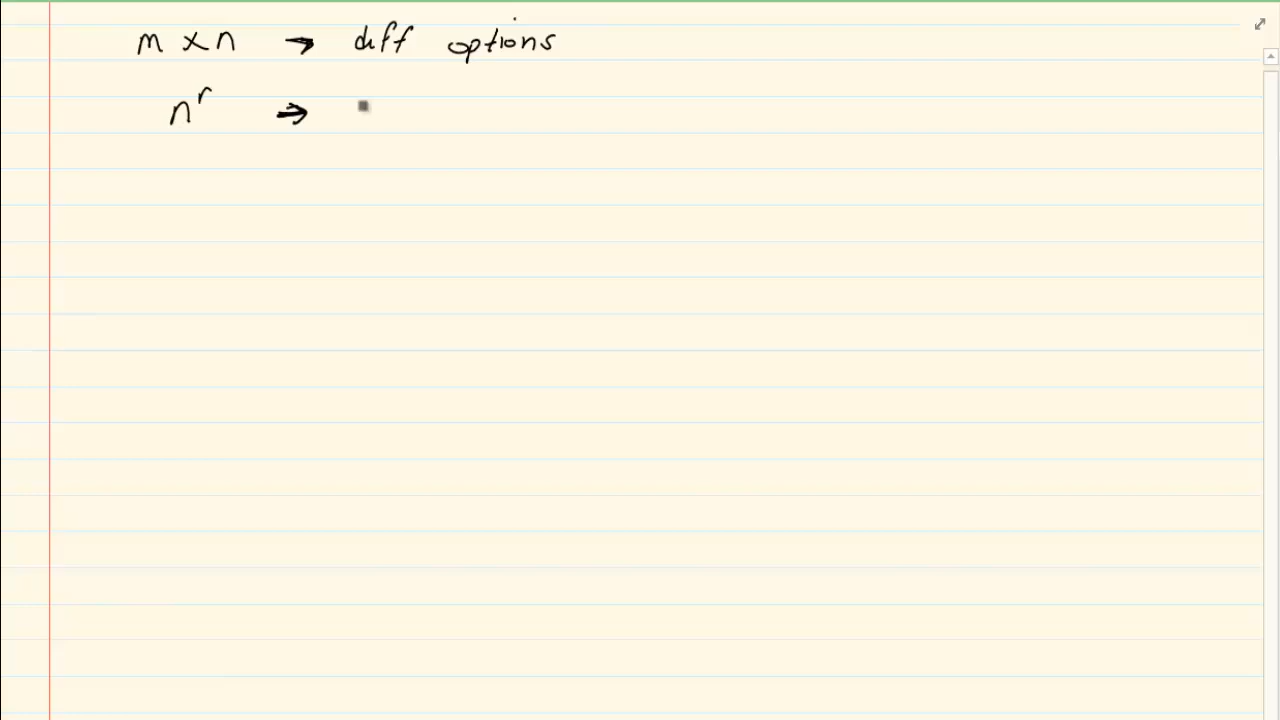 m × n → diff options
n^r →